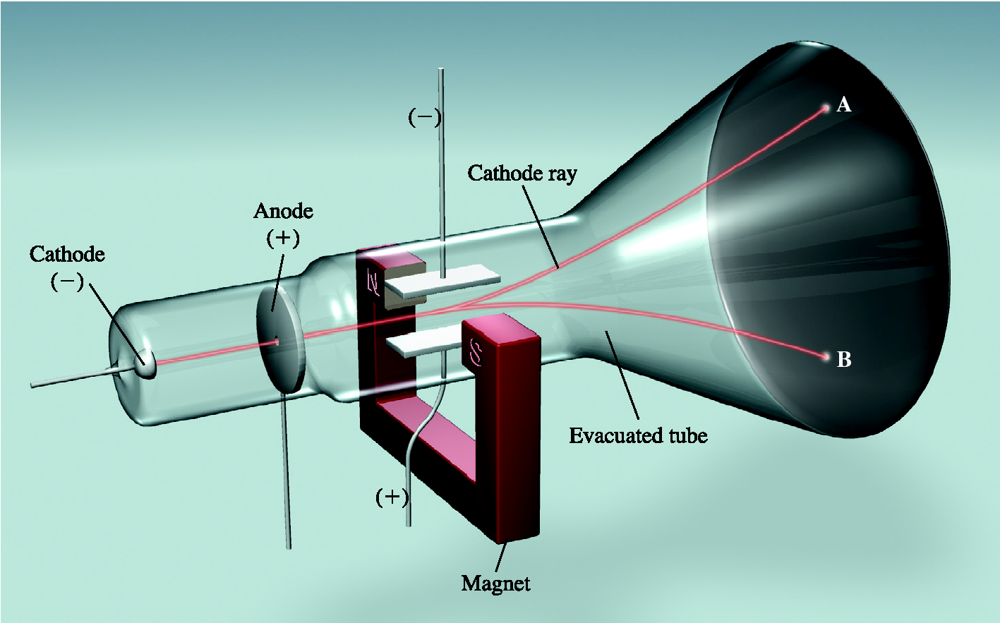 A
(−)
Cathode ray
Anode
(+)
Cathode
(−)
N
S
B
Evacuated tube
(+)
Magnet